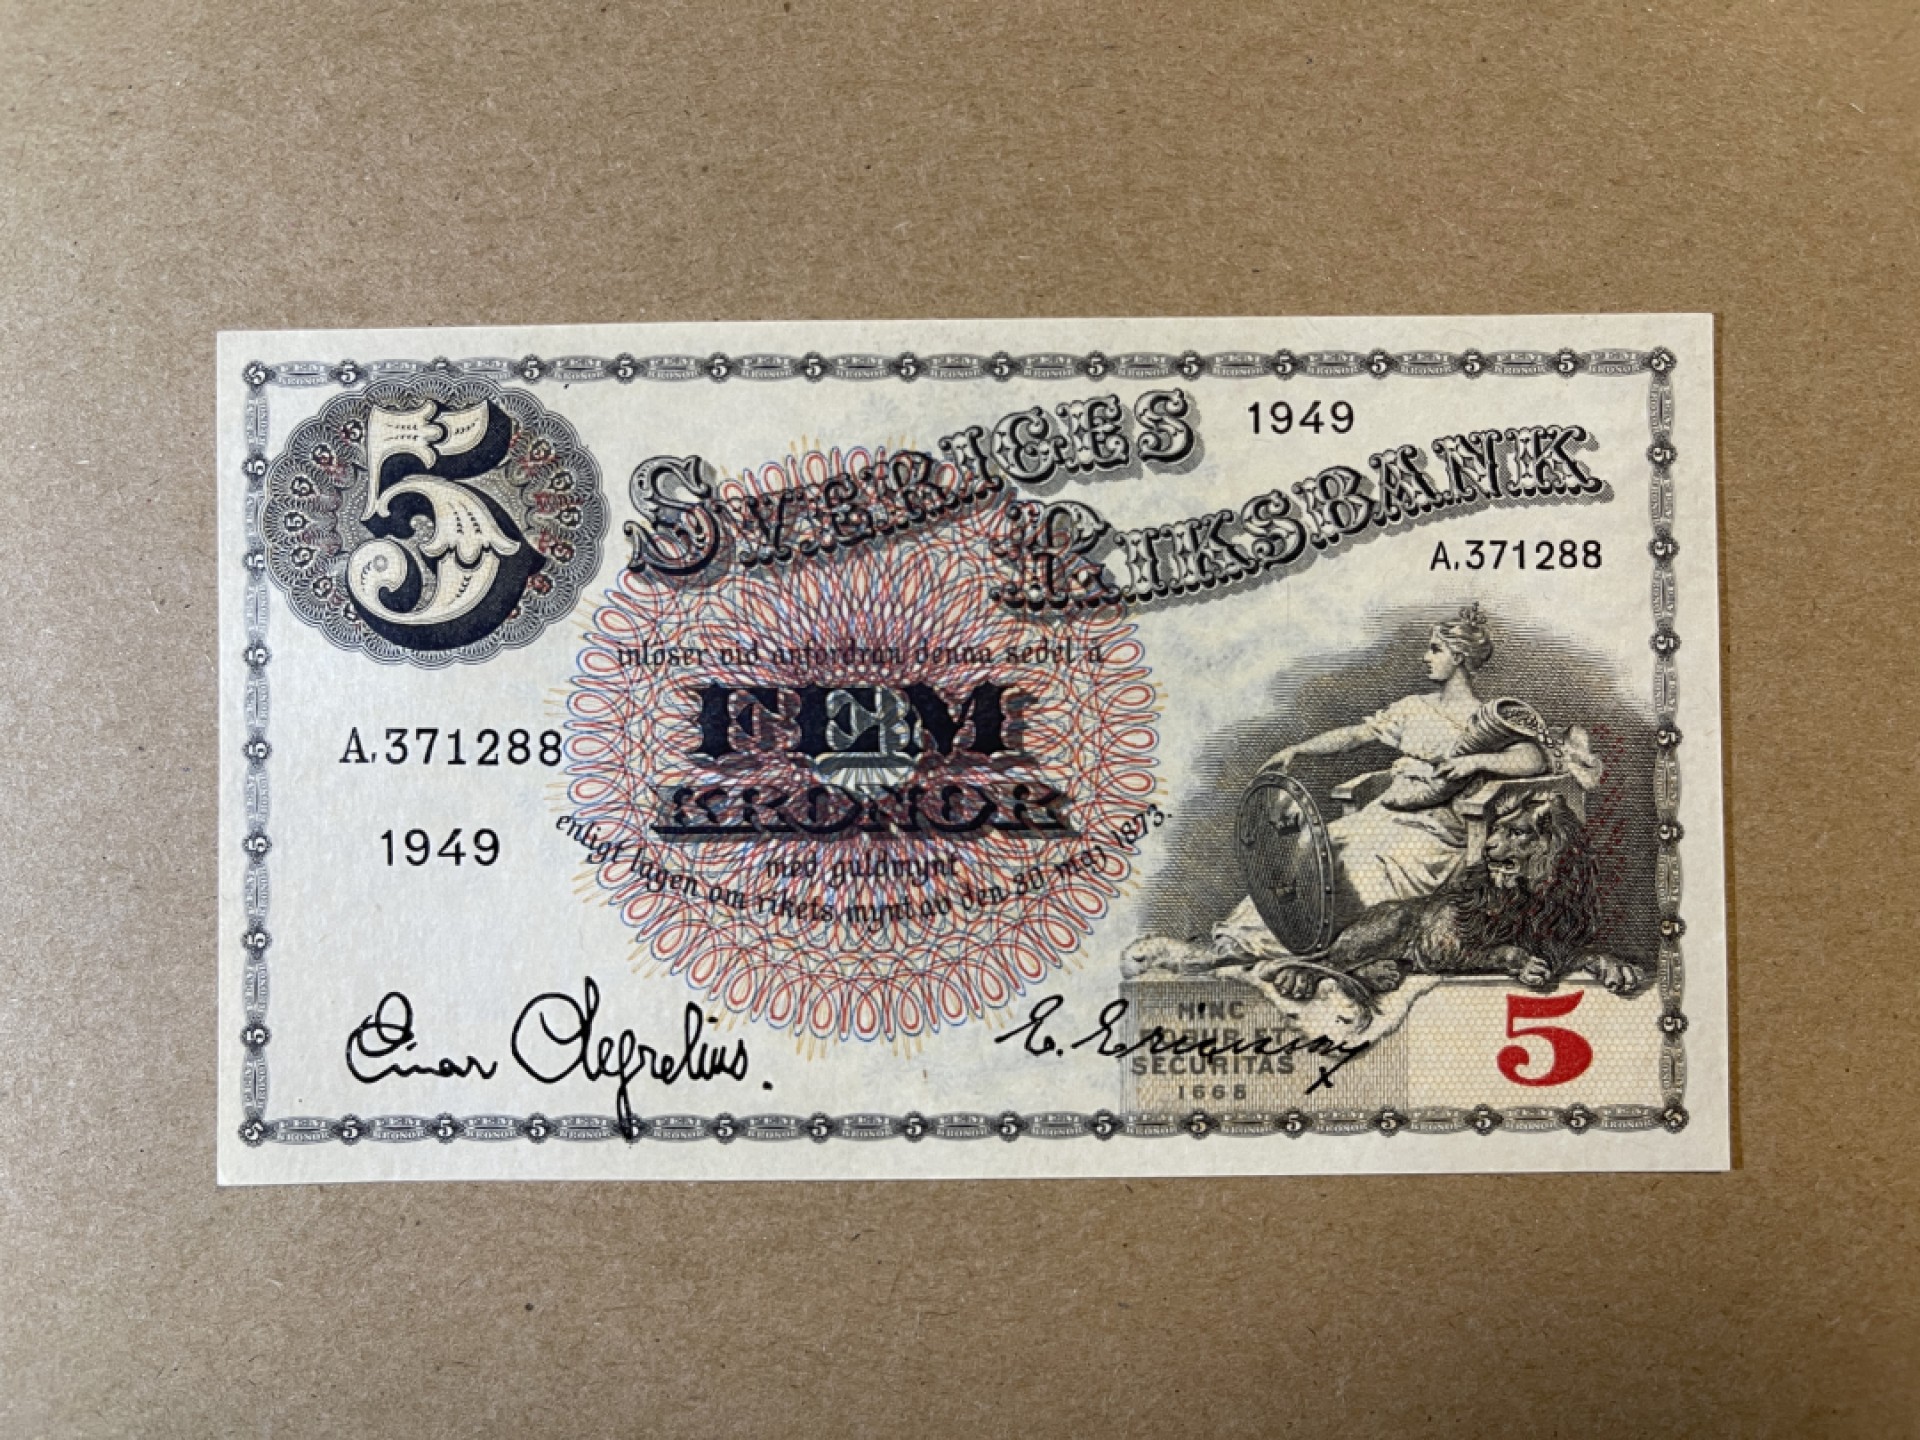 5
SVERIGES
1949
RIKSBANK
A.371288
inlöser vid anfordran denna sedel å
FEM
KRONOR
A.371288
1949
med guldmynt
enligt lagen om rikets mynt av den 30 maj 1873.
Einar
E.
HINC
ROBUR ET
SECURITAS
1668
5